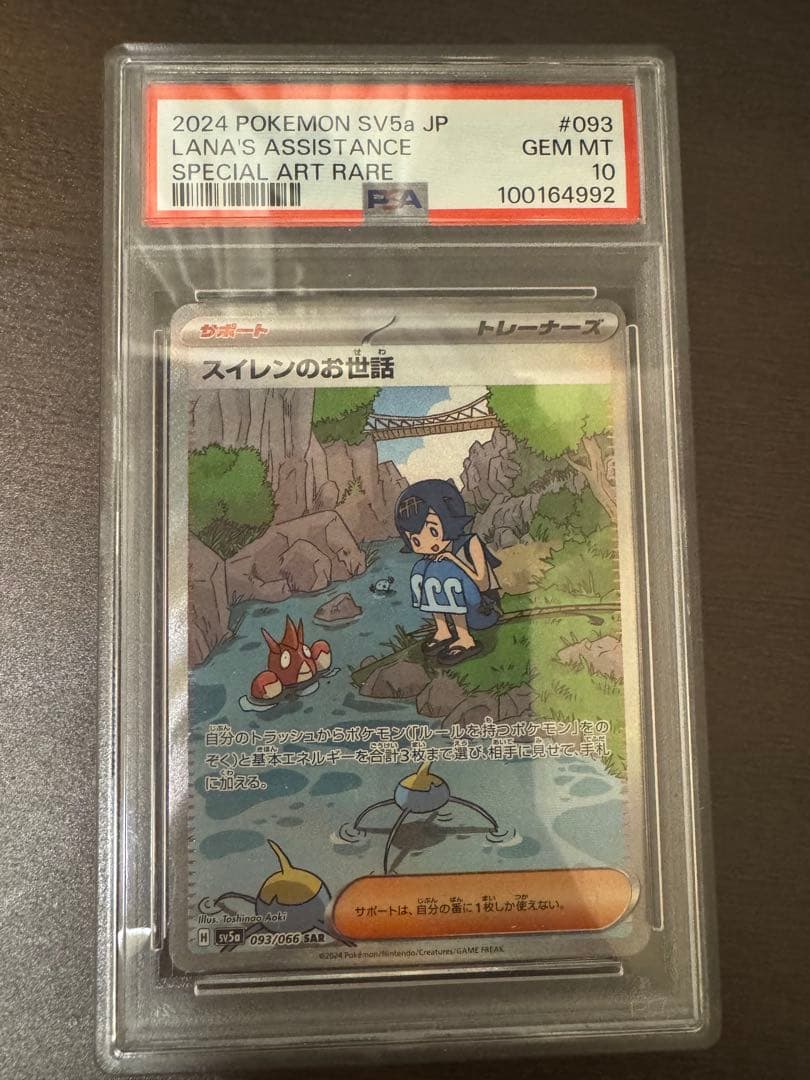 2024 POKEMON SV5a JP #093
LANA'S ASSISTANCE GEM MT
SPECIAL ART RARE 10
PSA 100164992
サポート トレーナーズ
スイレンのお世話
自分のトラッシュからポケモン(「ルールを持つポケモン」をの
ぞく)と基本エネルギーを合計3枚まで選び、相手に見せて、手札
に加える。
サポートは、自分の番に1枚しか使えない。
Illus. Toshinao Aoki
H SV5a 093/066 SAR
©2024 Pokémon/Nintendo/Creatures/GAME FREAK